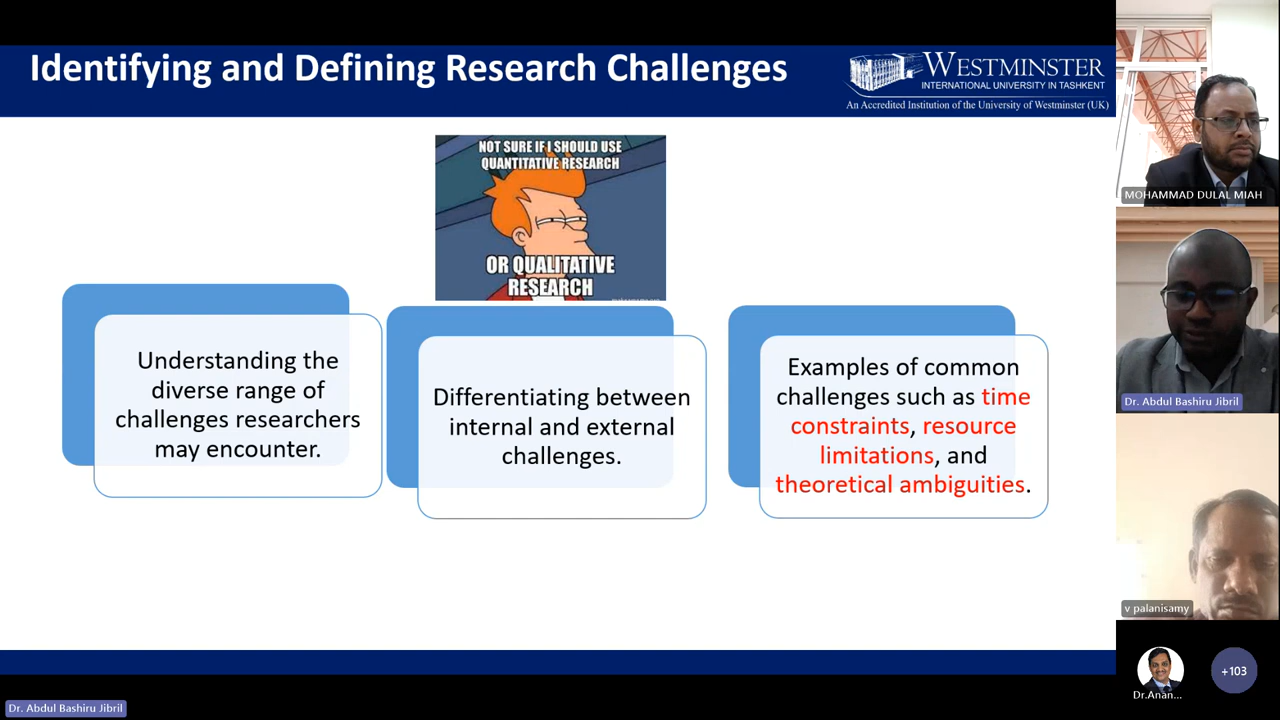 Identifying and Defining Research Challenges
WESTMINSTER
INTERNATIONAL UNIVERSITY IN TASHKENT
An Accredited Institution of the University of Westminster (UK)
NOT SURE IF I SHOULD USE
QUANTITATIVE RESEARCH
OR QUALITATIVE
RESEARCH
Understanding the
diverse range of
challenges researchers
may encounter.
Differentiating between
internal and external
challenges.
Examples of common
challenges such as time
constraints, resource
limitations, and
theoretical ambiguities.
MOHAMMAD DULAL MIAH
Dr. Abdul Bashiru Jibril
v palanisamy
Dr.Anan...
+103
Dr. Abdul Bashiru Jibril